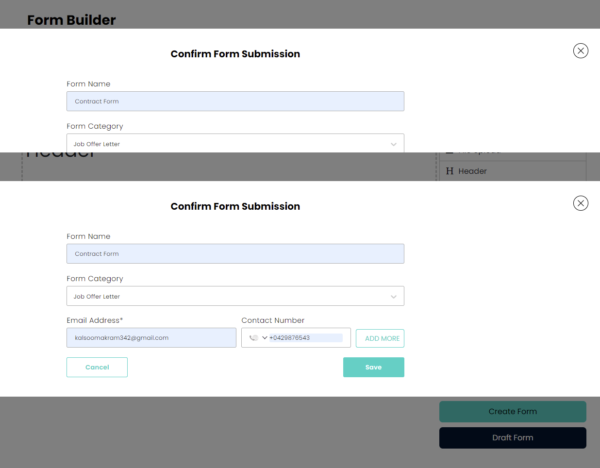 Form Builder
Confirm Form Submission
Form Name
Contract Form
Form Category
Job Offer Letter
Header
H Header
Confirm Form Submission
Form Name
Contract Form
Form Category
Job Offer Letter
Email Address* Contact Number
kalsoomakram342@gmail.com +0429876543 ADD MORE
Cancel Save
Create Form
Draft Form